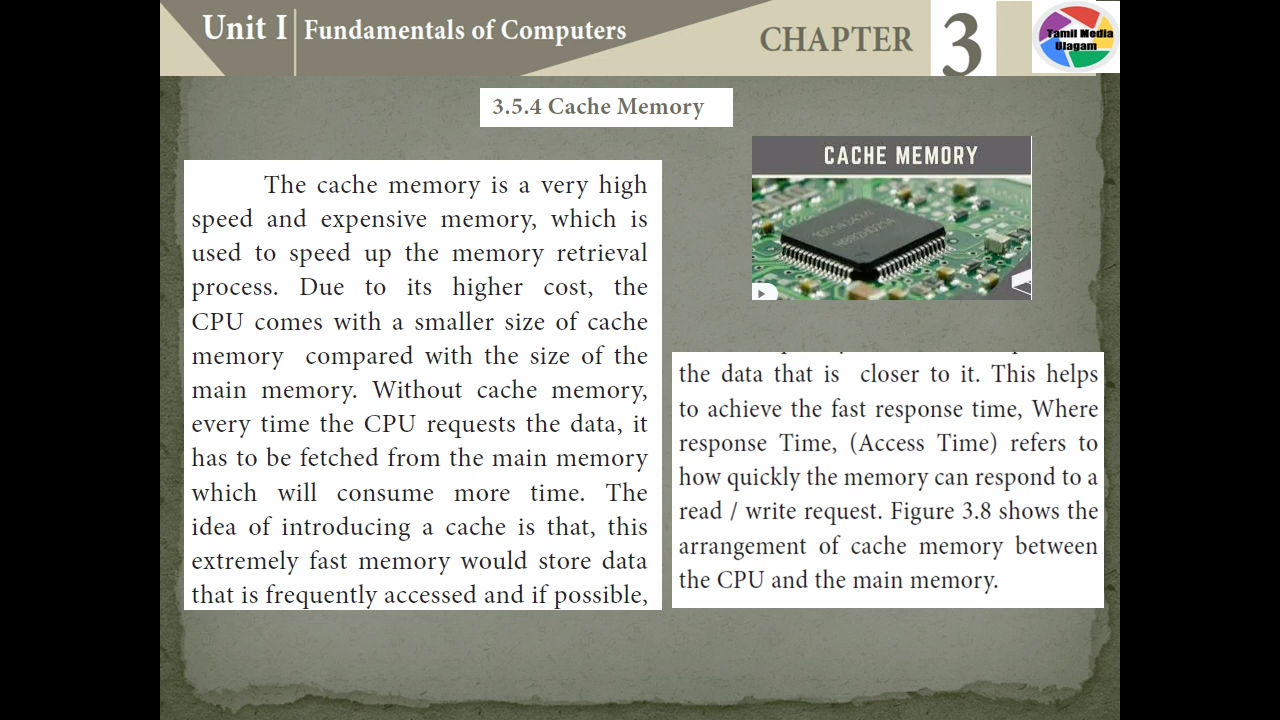 Unit I
Fundamentals of Computers
CHAPTER 3
Tamil Media
Ulagam
3.5.4 Cache Memory
CACHE MEMORY
The cache memory is a very high
speed and expensive memory, which is
used to speed up the memory retrieval
process. Due to its higher cost, the
CPU comes with a smaller size of cache
memory compared with the size of the
main memory. Without cache memory,
every time the CPU requests the data, it
has to be fetched from the main memory
which will consume more time. The
idea of introducing a cache is that, this
extremely fast memory would store data
that is frequently accessed and if possible,
the data that is closer to it. This helps
to achieve the fast response time, Where
response Time, (Access Time) refers to
how quickly the memory can respond to a
read / write request. Figure 3.8 shows the
arrangement of cache memory between
the CPU and the main memory.